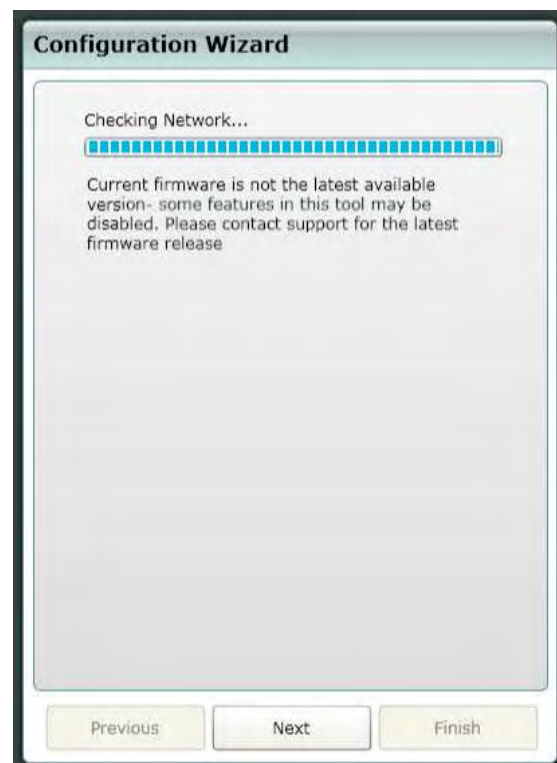 Configuration Wizard
Checking Network...
Current firmware is not the latest available
version- some features in this tool may be
disabled. Please contact support for the latest
firmware release
Previous
Next
Finish